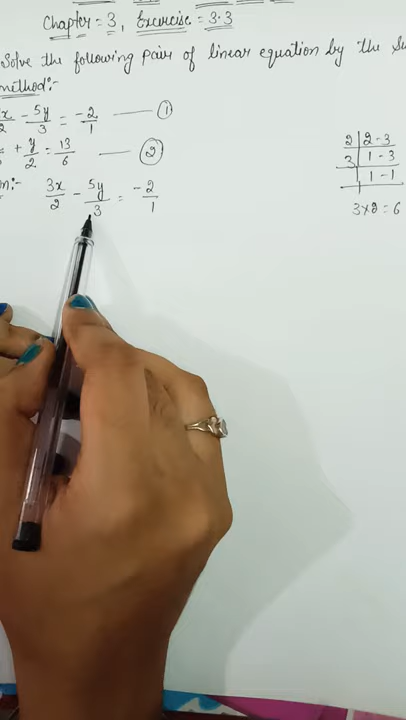 Chapter = 3, Exercise = 3.3
Solve the following pair of linear equation by the
method:-
x/2 - 5y/3 = -2/1 —— ①
+ y/2 = 13/6 —— ②
3x/2 - 5y/3 = -2/1
2 | 2-3
3 | 1-3
| 1-1
3×2=6